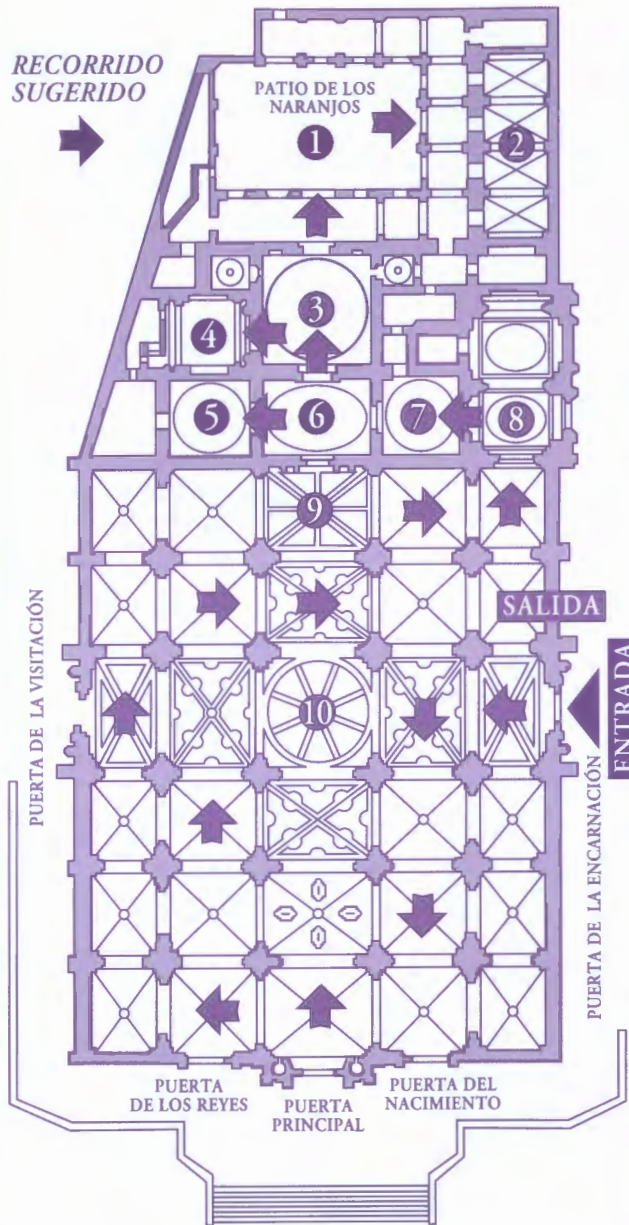 RECORRIDO
SUGERIDO
PATIO DE LOS
NARANJOS
1
2
3
4
5
6
7
8
9
SALIDA
PUERTA DE LA VISITACIÓN
10
ENTRADA
PUERTA DE LA ENCARNACIÓN
PUERTA
DE LOS REYES
PUERTA
PRINCIPAL
PUERTA DEL
NACIMIENTO